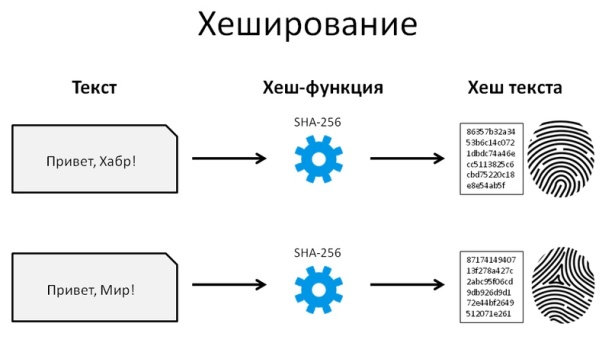 Хеширование
Текст
Хеш-функция
Хеш текста
Привет, Хабр!
SHA-256
86357b32a34
53b6c14c072
1dbdc74a46e
cc5113825c6
cbd75220c18
e8e54ab5f
Привет, Мир!
SHA-256
87174149407
13f278a427c
2abc95f06cd
9db926d9d1
72e44bf2649
512071e261